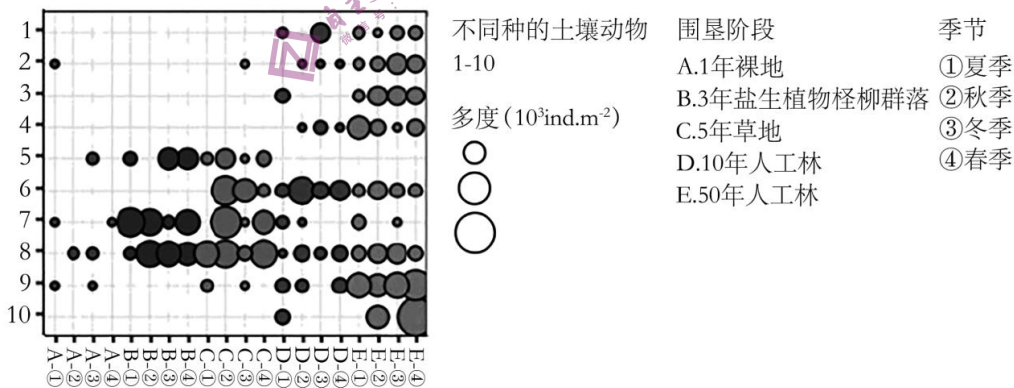 1
2
3
4
5
6
7
8
9
10
A-①
A-②
A-③
A-④
B-①
B-②
B-③
B-④
C-①
C-②
C-③
C-④
D-①
D-②
D-③
D-④
E-①
E-②
E-③
E-④
不同种的土壤动物
1-10
多度(10³ind.m⁻²)
围垦阶段
A.1年裸地
B.3年盐生植物柽柳群落
C.5年草地
D.10年人工林
E.50年人工林
季节
①夏季
②秋季
③冬季
④春季